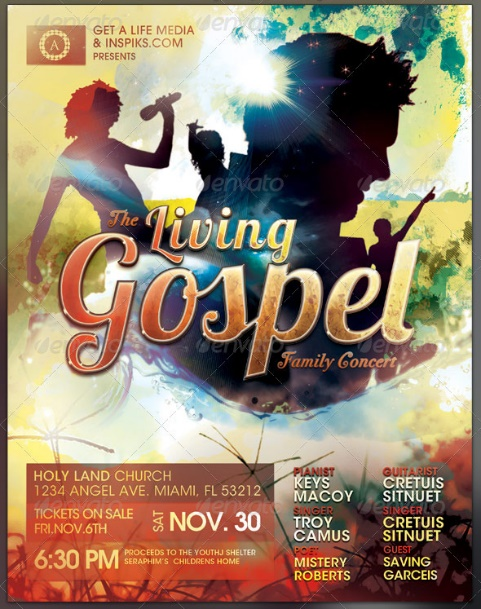 GET A LIFE MEDIA
& INSPIKS.COM
PRESENTS
A
envato
The Living
Gospel
Family Concert
HOLY LAND CHURCH
1234 ANGEL AVE. MIAMI, FL 53212
TICKETS ON SALE
FRI,NOV.6TH
SAT NOV. 30
6:30 PM
PROCEEDS TO THE YOUTHJ SHELTER
SERAPHIM'S CHILDRENS HOME
PIANIST
KEYS
MACOY
SINGER
TROY
CAMUS
POET
MISTERY
ROBERTS
GUITARIST
CRETUIS
SITNUET
SINGER
CRETUIS
SITNUET
GUEST
SAVING
GARCEIS